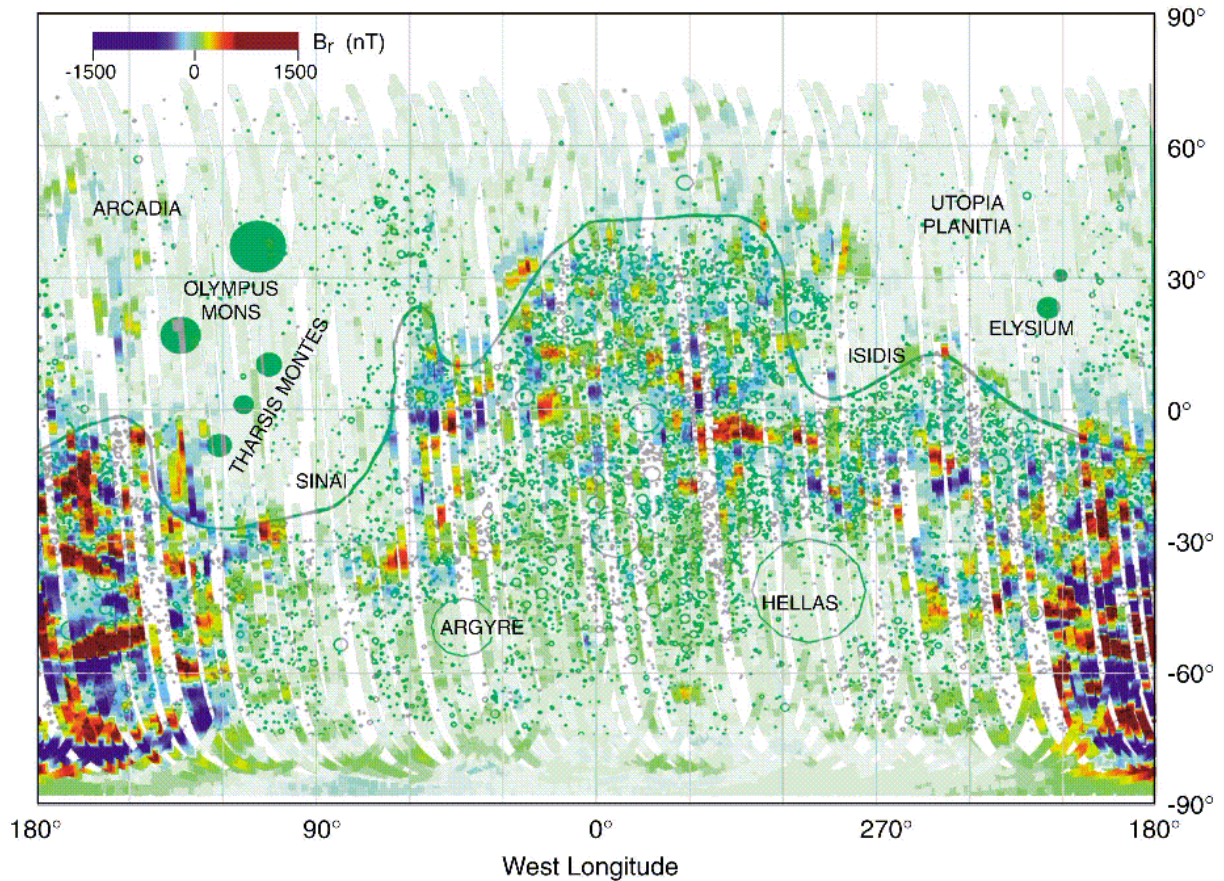 90°
B_r (nT)
-1500
0
1500
60°
ARCADIA
UTOPIA
PLANITIA
30°
OLYMPUS
MONS
ELYSIUM
THARSIS MONTES
ISIDIS
0°
SINAI
-30°
HELLAS
ARGYRE
-60°
-90°
180°
90°
0°
270°
180°
West Longitude